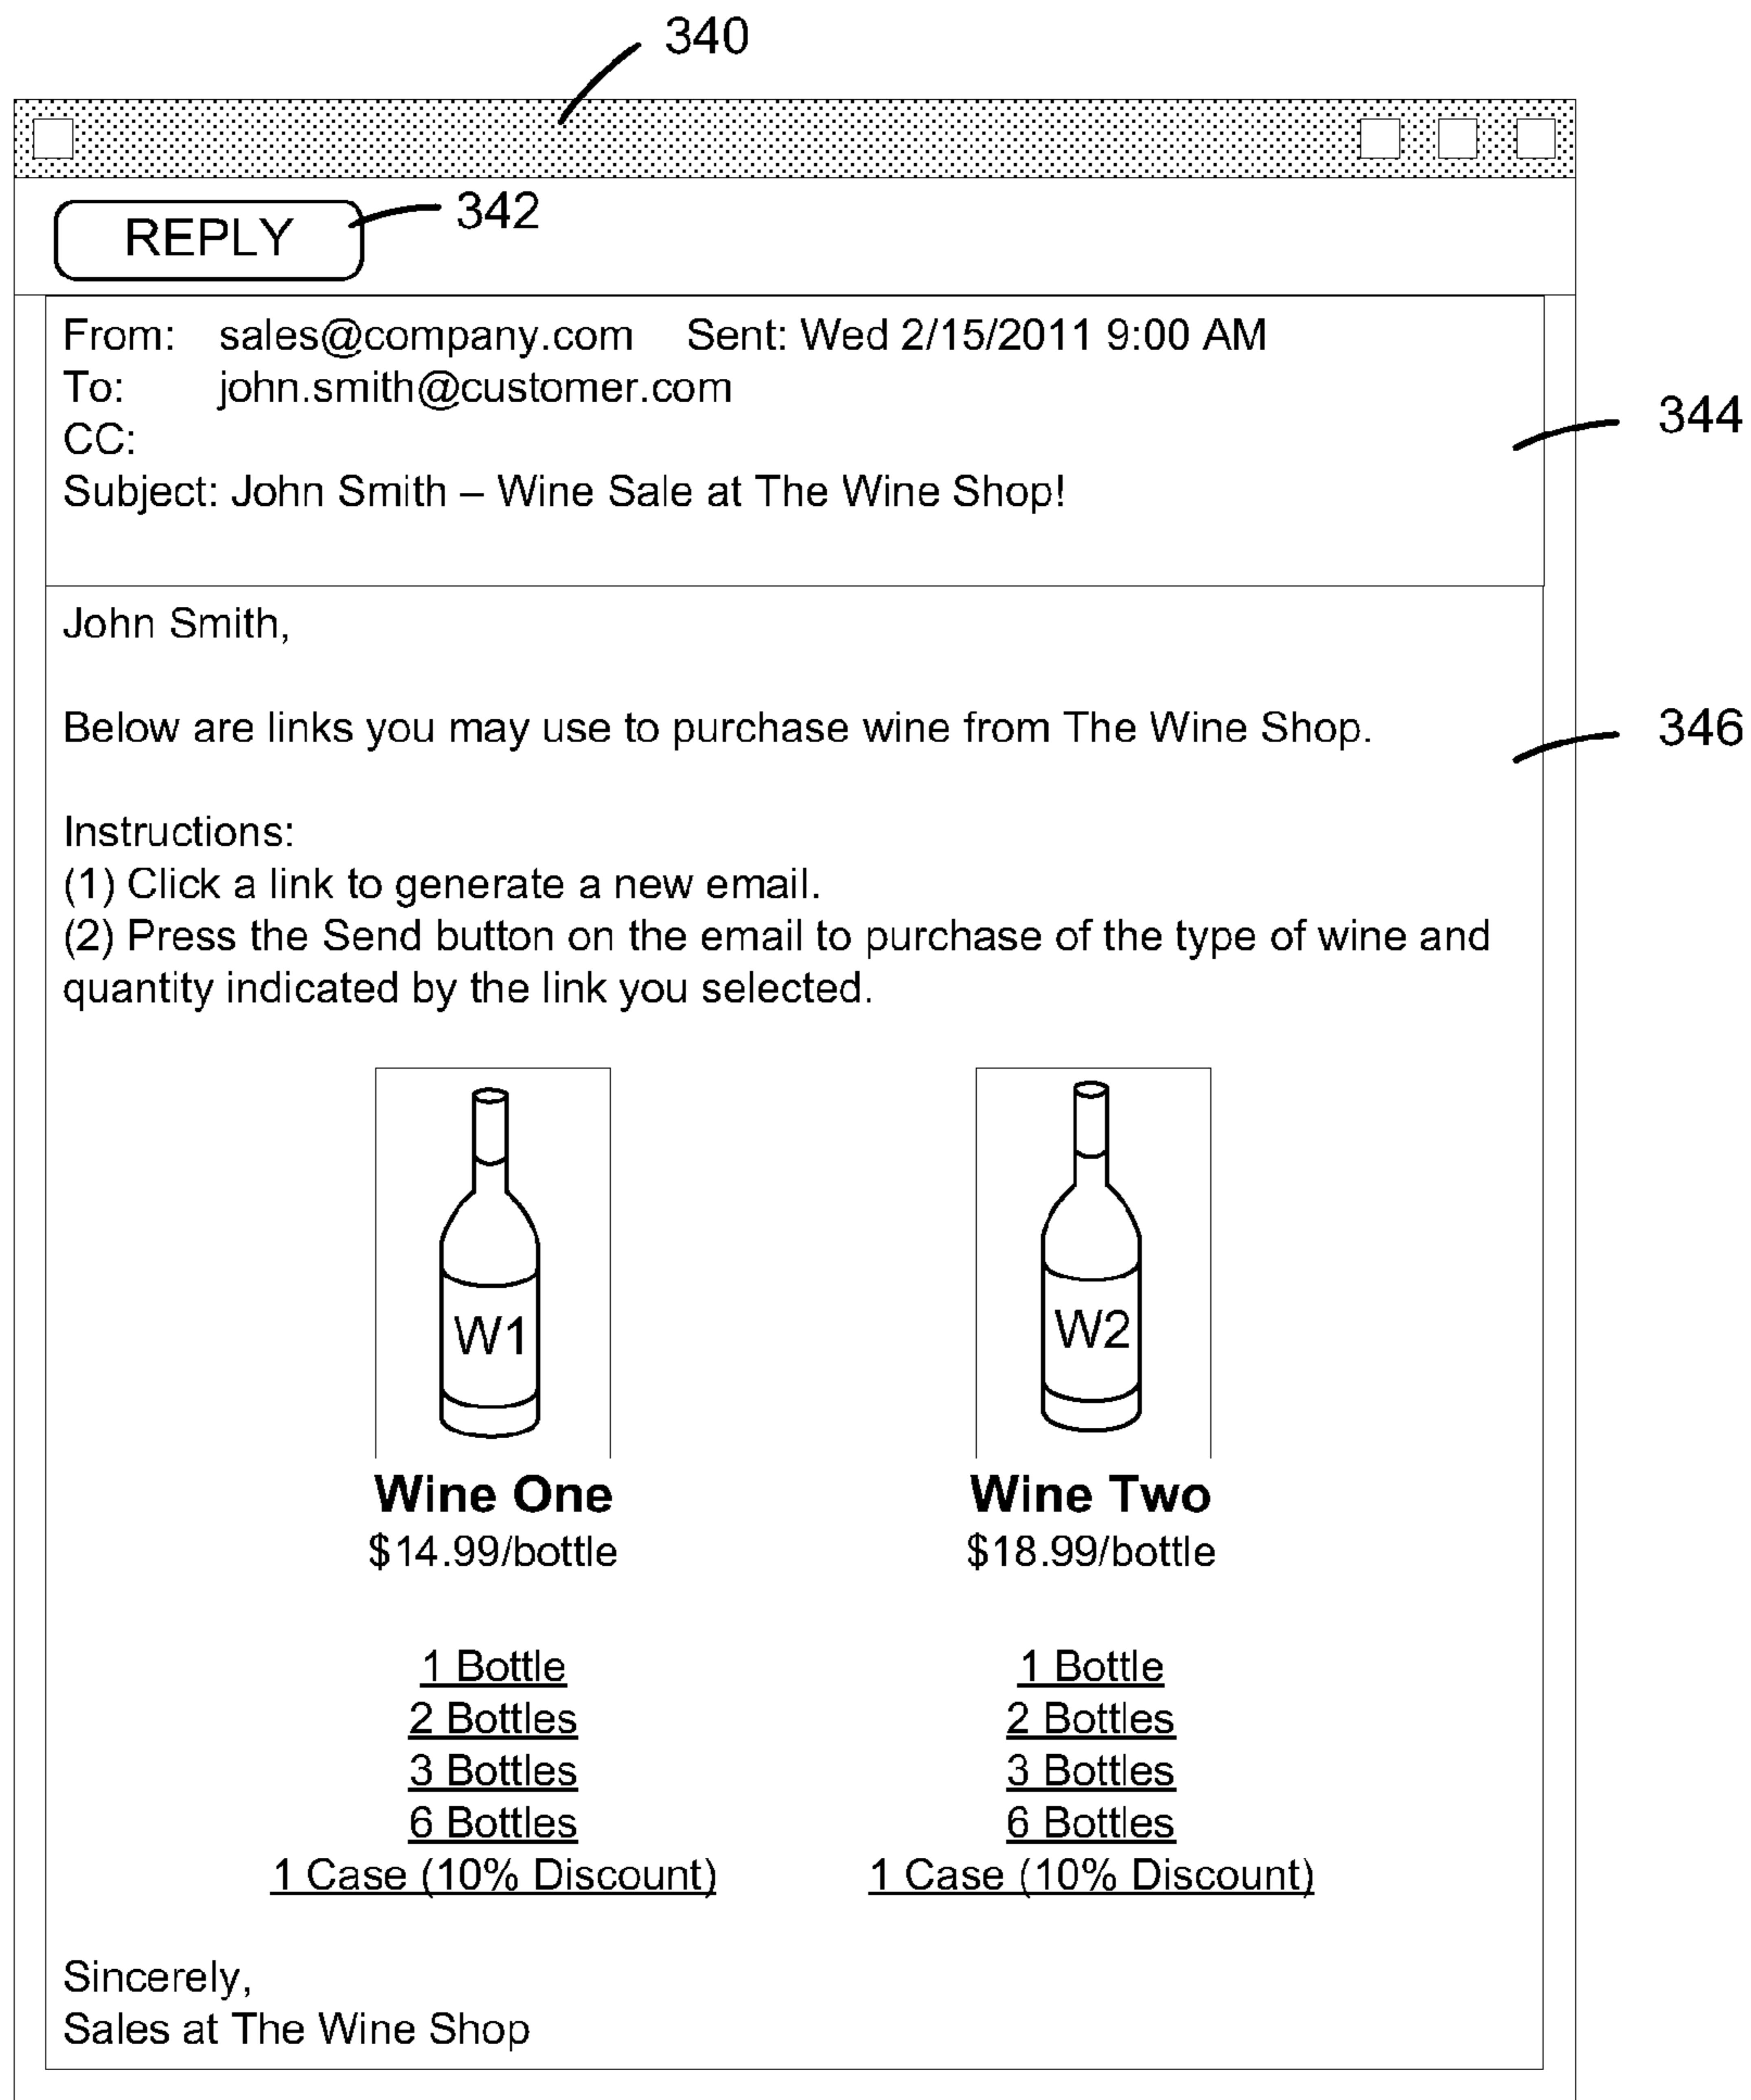 340
REPLY 342
From: sales@company.com Sent: Wed 2/15/2011 9:00 AM
To: john.smith@customer.com
CC:
344
Subject: John Smith – Wine Sale at The Wine Shop!
John Smith,
Below are links you may use to purchase wine from The Wine Shop.
346
Instructions:
(1) Click a link to generate a new email.
(2) Press the Send button on the email to purchase of the type of wine and
quantity indicated by the link you selected.
W1 W2
Wine One Wine Two
$14.99/bottle $18.99/bottle
1 Bottle 1 Bottle
2 Bottles 2 Bottles
3 Bottles 3 Bottles
6 Bottles 6 Bottles
1 Case (10% Discount) 1 Case (10% Discount)
Sincerely,
Sales at The Wine Shop